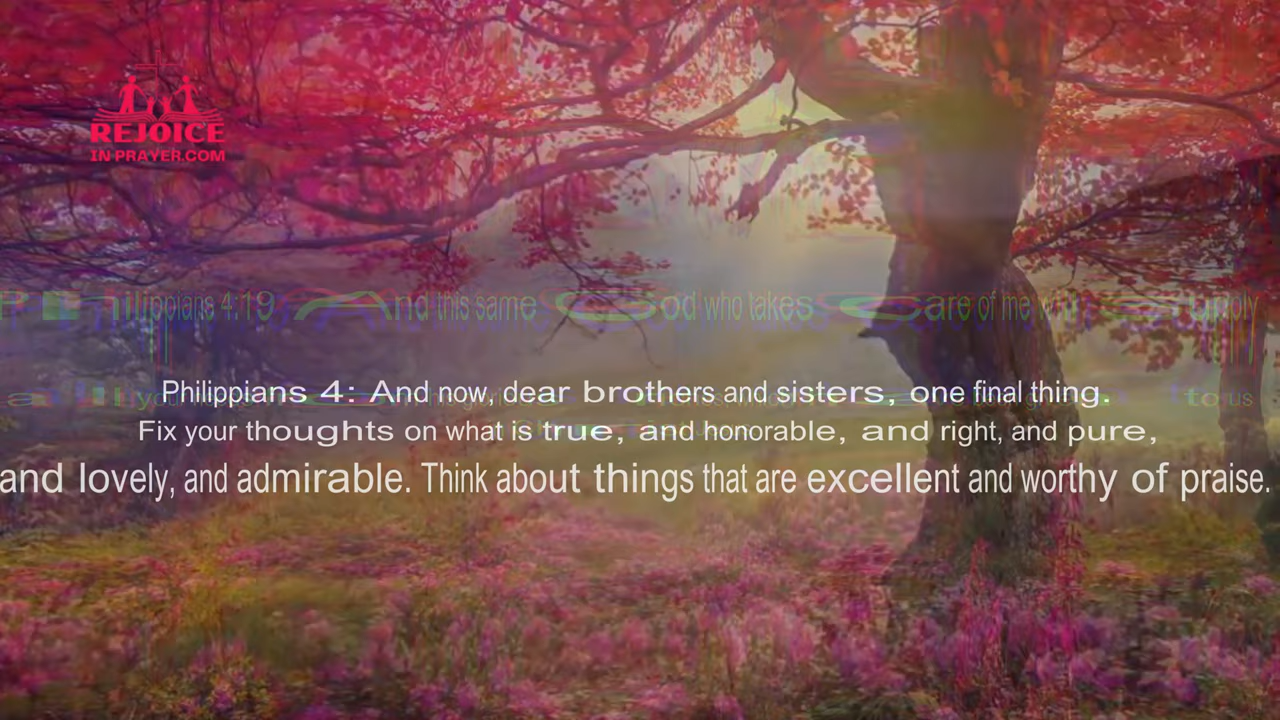 REJOICE
IN PRAYER.COM
Philippians 4:19 And this same God who takes care of me will supply
Philippians 4: And now, dear brothers and sisters, one final thing.
Fix your thoughts on what is true, and honorable, and right, and pure,
and lovely, and admirable. Think about things that are excellent and worthy of praise.